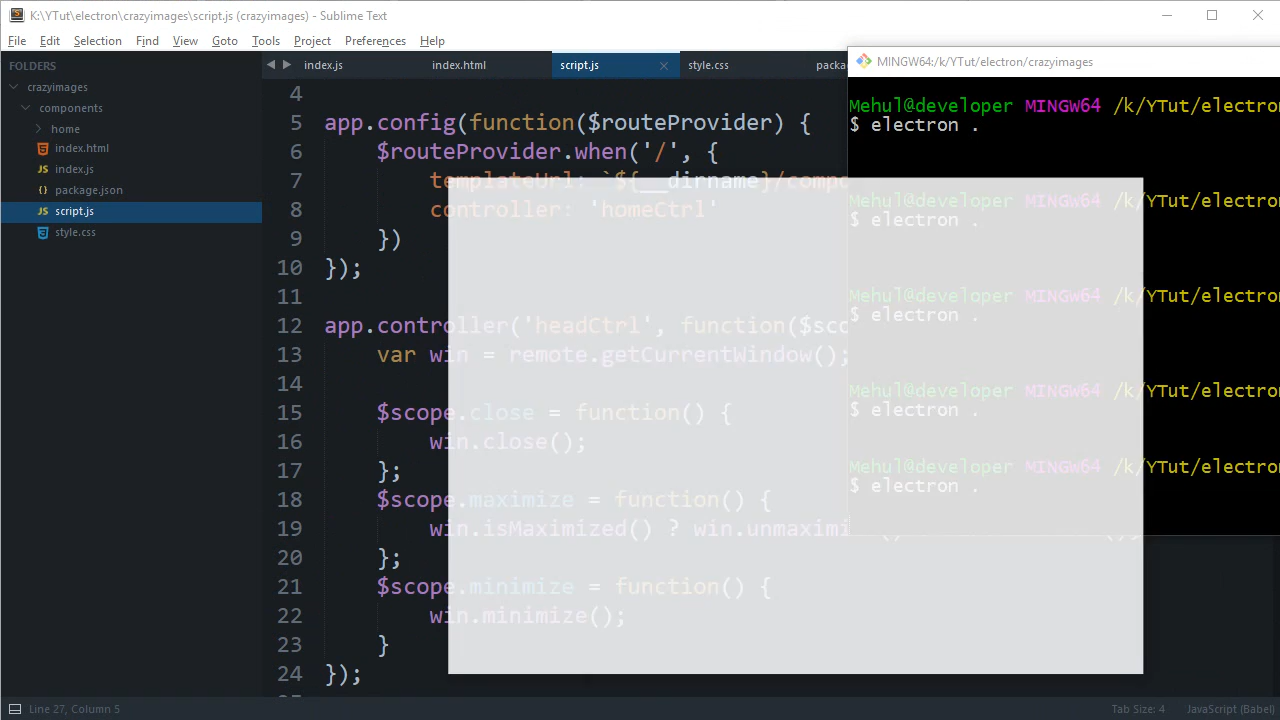 K:\YTut\electron\crazyimages\script.js (crazyimages) - Sublime Text
File Edit Selection Find View Goto Tools Project Preferences Help
FOLDERS
crazyimages
components
home
index.html
index.js
package.json
script.js
style.css
index.js index.html script.js style.css packa
4
5 app.config(function($routeProvider) {
6 $routeProvider.when('/', {
7 templateUrl: `${__dirname}/compo
8 controller: 'homeCtrl'
9 })
10 });
11
12 app.controller('headCtrl', function($sco
13 var win = remote.getCurrentWindow();
14
15 $scope.close = function() {
16 win.close();
17 };
18 $scope.maximize = function() {
19 win.isMaximized() ? win.unmaximi
20 };
21 $scope.minimize = function() {
22 win.minimize();
23 }
24 });
MINGW64:/k/YTut/electron/crazyimages
Mehul@developer MINGW64 /k/YTut/electron
$ electron .
Mehul@developer MINGW64 /k/YTut/electron
$ electron .
Mehul@developer MINGW64 /k/YTut/electron
$ electron .
Mehul@developer MINGW64 /k/YTut/electron
$ electron .
Mehul@developer MINGW64 /k/YTut/electron
$ electron .
Line 27, Column 5
Tab Size: 4 JavaScript (Babel)